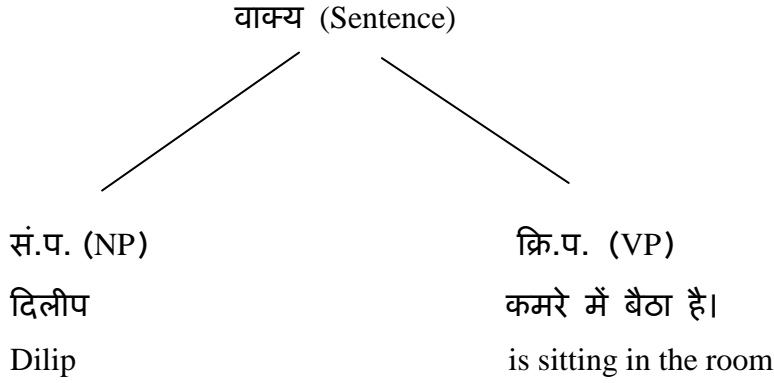 वाक्य (Sentence)
सं.प. (NP) क्रि.प. (VP)
दिलीप कमरे में बैठा है।
Dilip is sitting in the room